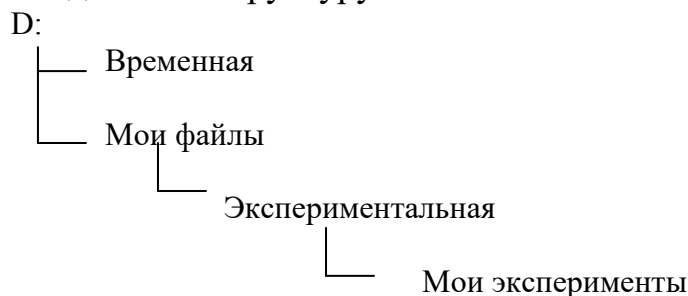 D:
Временная
Мои файлы
Экспериментальная
Мои эксперименты